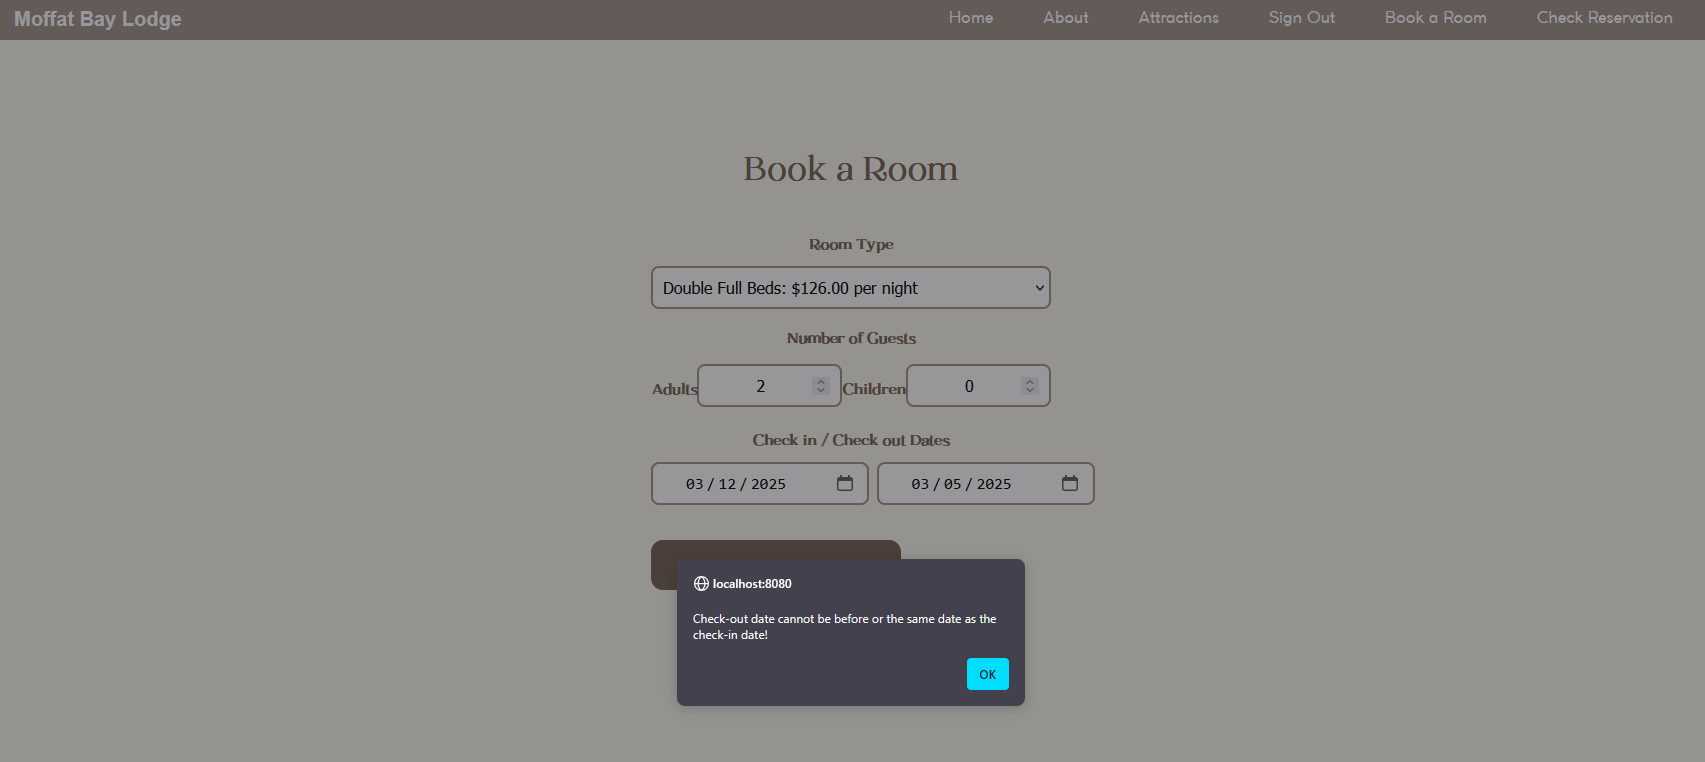 Moffat Bay Lodge
Home About Attractions Sign Out Book a Room Check Reservation
Book a Room
Room Type
Double Full Beds: $126.00 per night
Number of Guests
Adults 2 Children 0
Check in / Check out Dates
03 / 12 / 2025 03 / 05 / 2025
localhost:8080
Check-out date cannot be before or the same date as the
check-in date!
OK